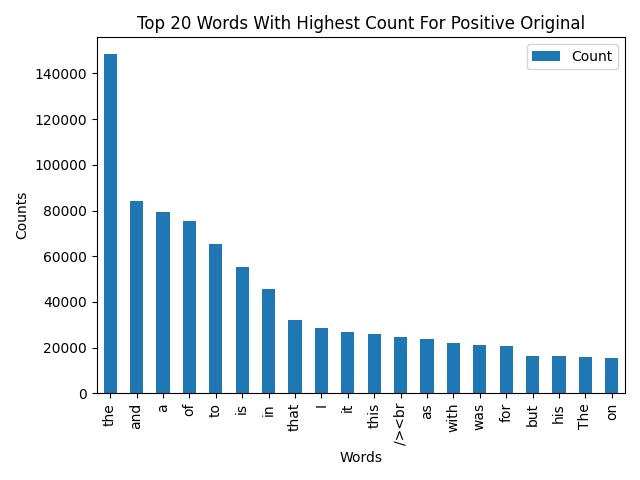 Top 20 Words With Highest Count For Positive Original
Count
Counts
140000
120000
100000
80000
60000
40000
20000
0
the
and
a
of
to
is
in
that
I
it
this
/><br
as
with
was
for
but
his
The
on
Words